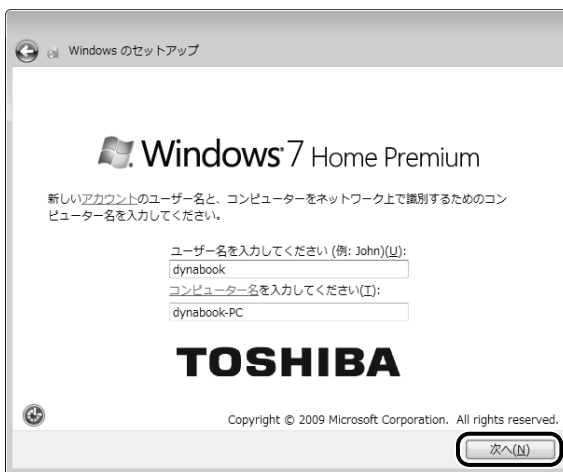 Windows のセットアップ
Windows 7 Home Premium
新しいアカウントのユーザー名と、コンピューターをネットワーク上で識別するためのコン
ピューター名を入力してください。
ユーザー名を入力してください (例: John)(U):
dynabook
コンピューター名を入力してください(T):
dynabook-PC
TOSHIBA
Copyright © 2009 Microsoft Corporation. All rights reserved.
次へ(N)